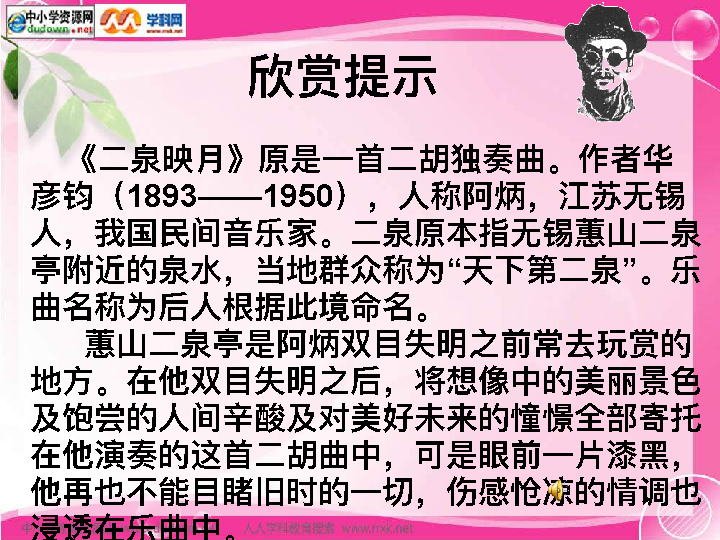 中小学资源网
dudown.net
学科网
www.nxk.net
欣赏提示
《二泉映月》原是一首二胡独奏曲。作者华
彦钧（1893——1950），人称阿炳，江苏无锡
人，我国民间音乐家。二泉原本指无锡蕙山二泉
亭附近的泉水，当地群众称为“天下第二泉”。乐
曲名称为后人根据此境命名。
蕙山二泉亭是阿炳双目失明之前常去玩赏的
地方。在他双目失明之后，将想像中的美丽景色
及饱尝的人间辛酸及对美好未来的憧憬全部寄托
在他演奏的这首二胡曲中，可是眼前一片漆黑，
他再也不能目睹旧时的一切，伤感怆凉的情调也
浸透在乐曲中。
人人学科教育搜索 www.rrxk.net